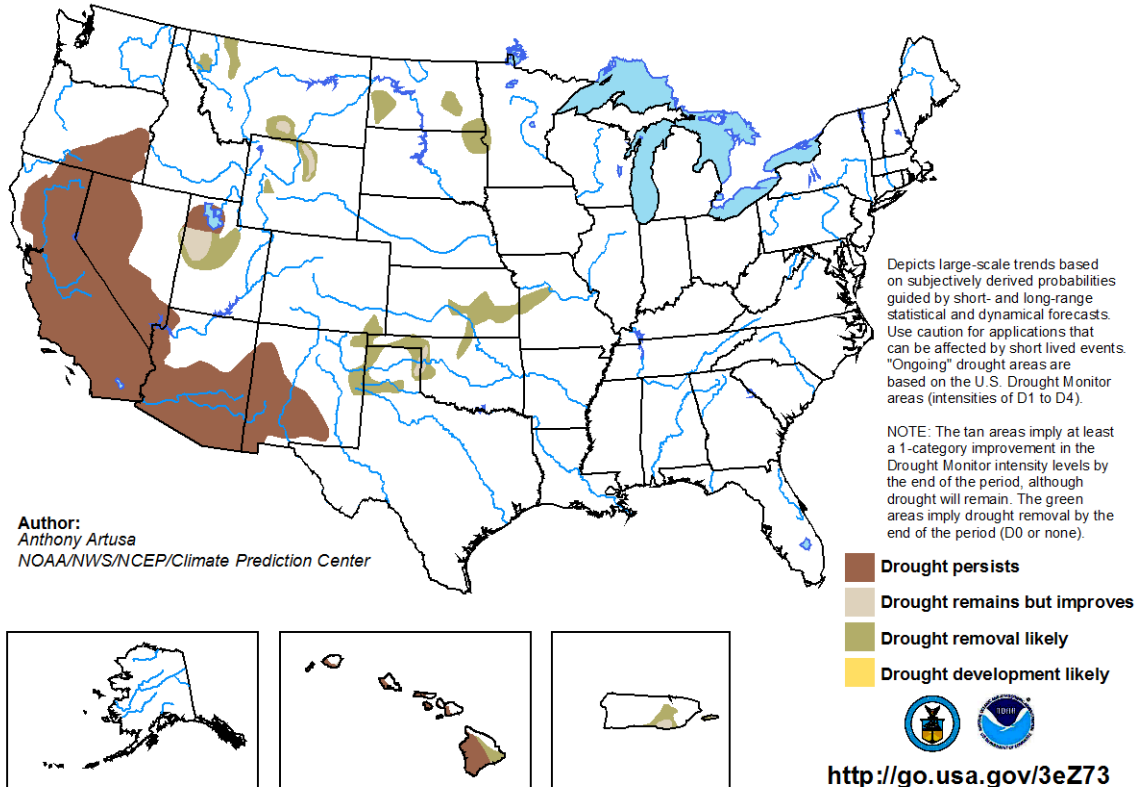 Depicts large-scale trends based
on subjectively derived probabilities
guided by short- and long-range
statistical and dynamical forecasts.
Use caution for applications that
can be affected by short lived events.
"Ongoing" drought areas are
based on the U.S. Drought Monitor
areas (intensities of D1 to D4).
NOTE: The tan areas imply at least
a 1-category improvement in the
Drought Monitor intensity levels by
the end of the period, although
drought will remain. The green
areas imply drought removal by the
end of the period (D0 or none).
Author:
Anthony Artusa
NOAA/NWS/NCEP/Climate Prediction Center
Drought persists
Drought remains but improves
Drought removal likely
Drought development likely
http://go.usa.gov/3eZ73